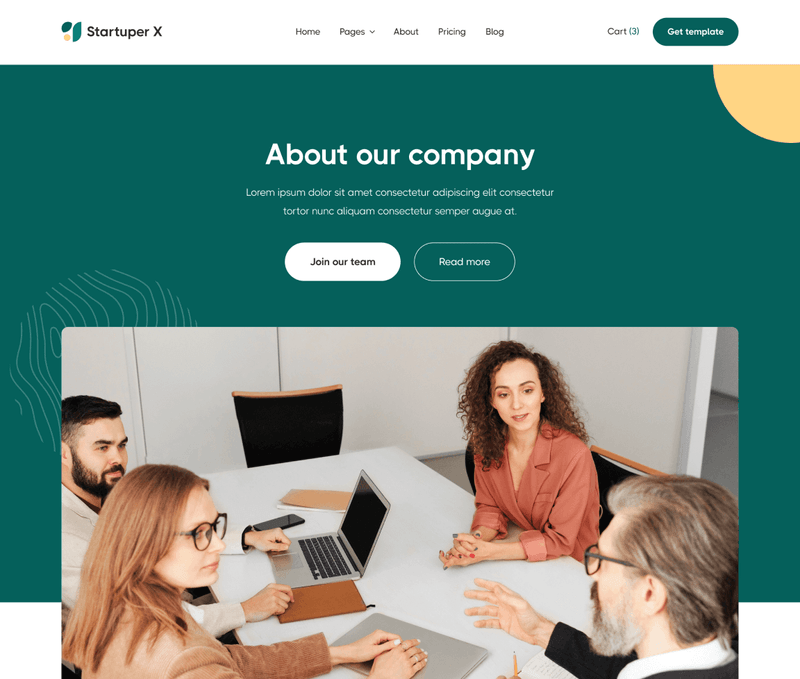 Startuper X
Home Pages About Pricing Blog
Cart (3)
Get template
About our company
Lorem ipsum dolor sit amet consectetur adipiscing elit consectetur
tortor nunc aliquam consectetur semper augue at.
Join our team
Read more